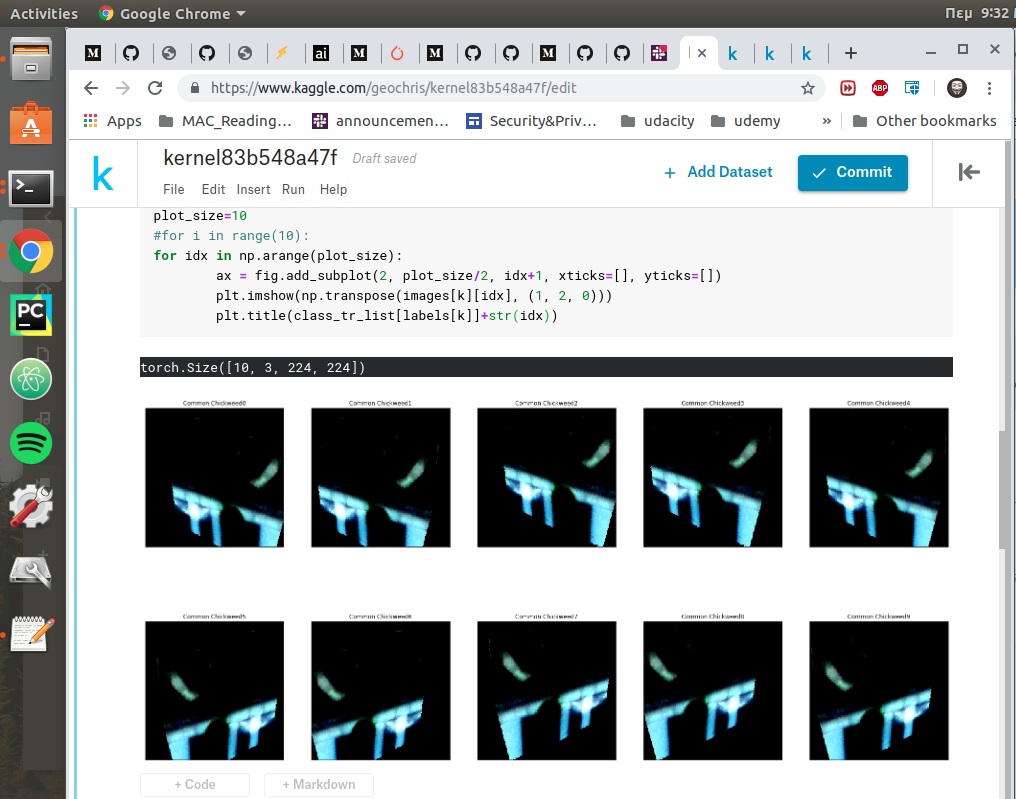 Activities Google Chrome Πεμ 9:32
M ai M M M k k k
https://www.kaggle.com/geochris/kernel83b548a47f/edit ABP
Apps MAC_Reading... announcemen... Security&Priv... udacity udemy » Other bookmarks
k kernel83b548a47f Draft saved
+ Add Dataset Commit
File Edit Insert Run Help
plot_size=10
#for i in range(10):
for idx in np.arange(plot_size):
ax = fig.add_subplot(2, plot_size/2, idx+1, xticks=[], yticks=[])
plt.imshow(np.transpose(images[k][idx], (1, 2, 0)))
plt.title(class_tr_list[labels[k]]+str(idx))
torch.Size([10, 3, 224, 224])
Common Chickweed0 Common Chickweed1 Common Chickweed2 Common Chickweed3 Common Chickweed4
Common Chickweed5 Common Chickweed6 Common Chickweed7 Common Chickweed8 Common Chickweed9
+ Code + Markdown
PC